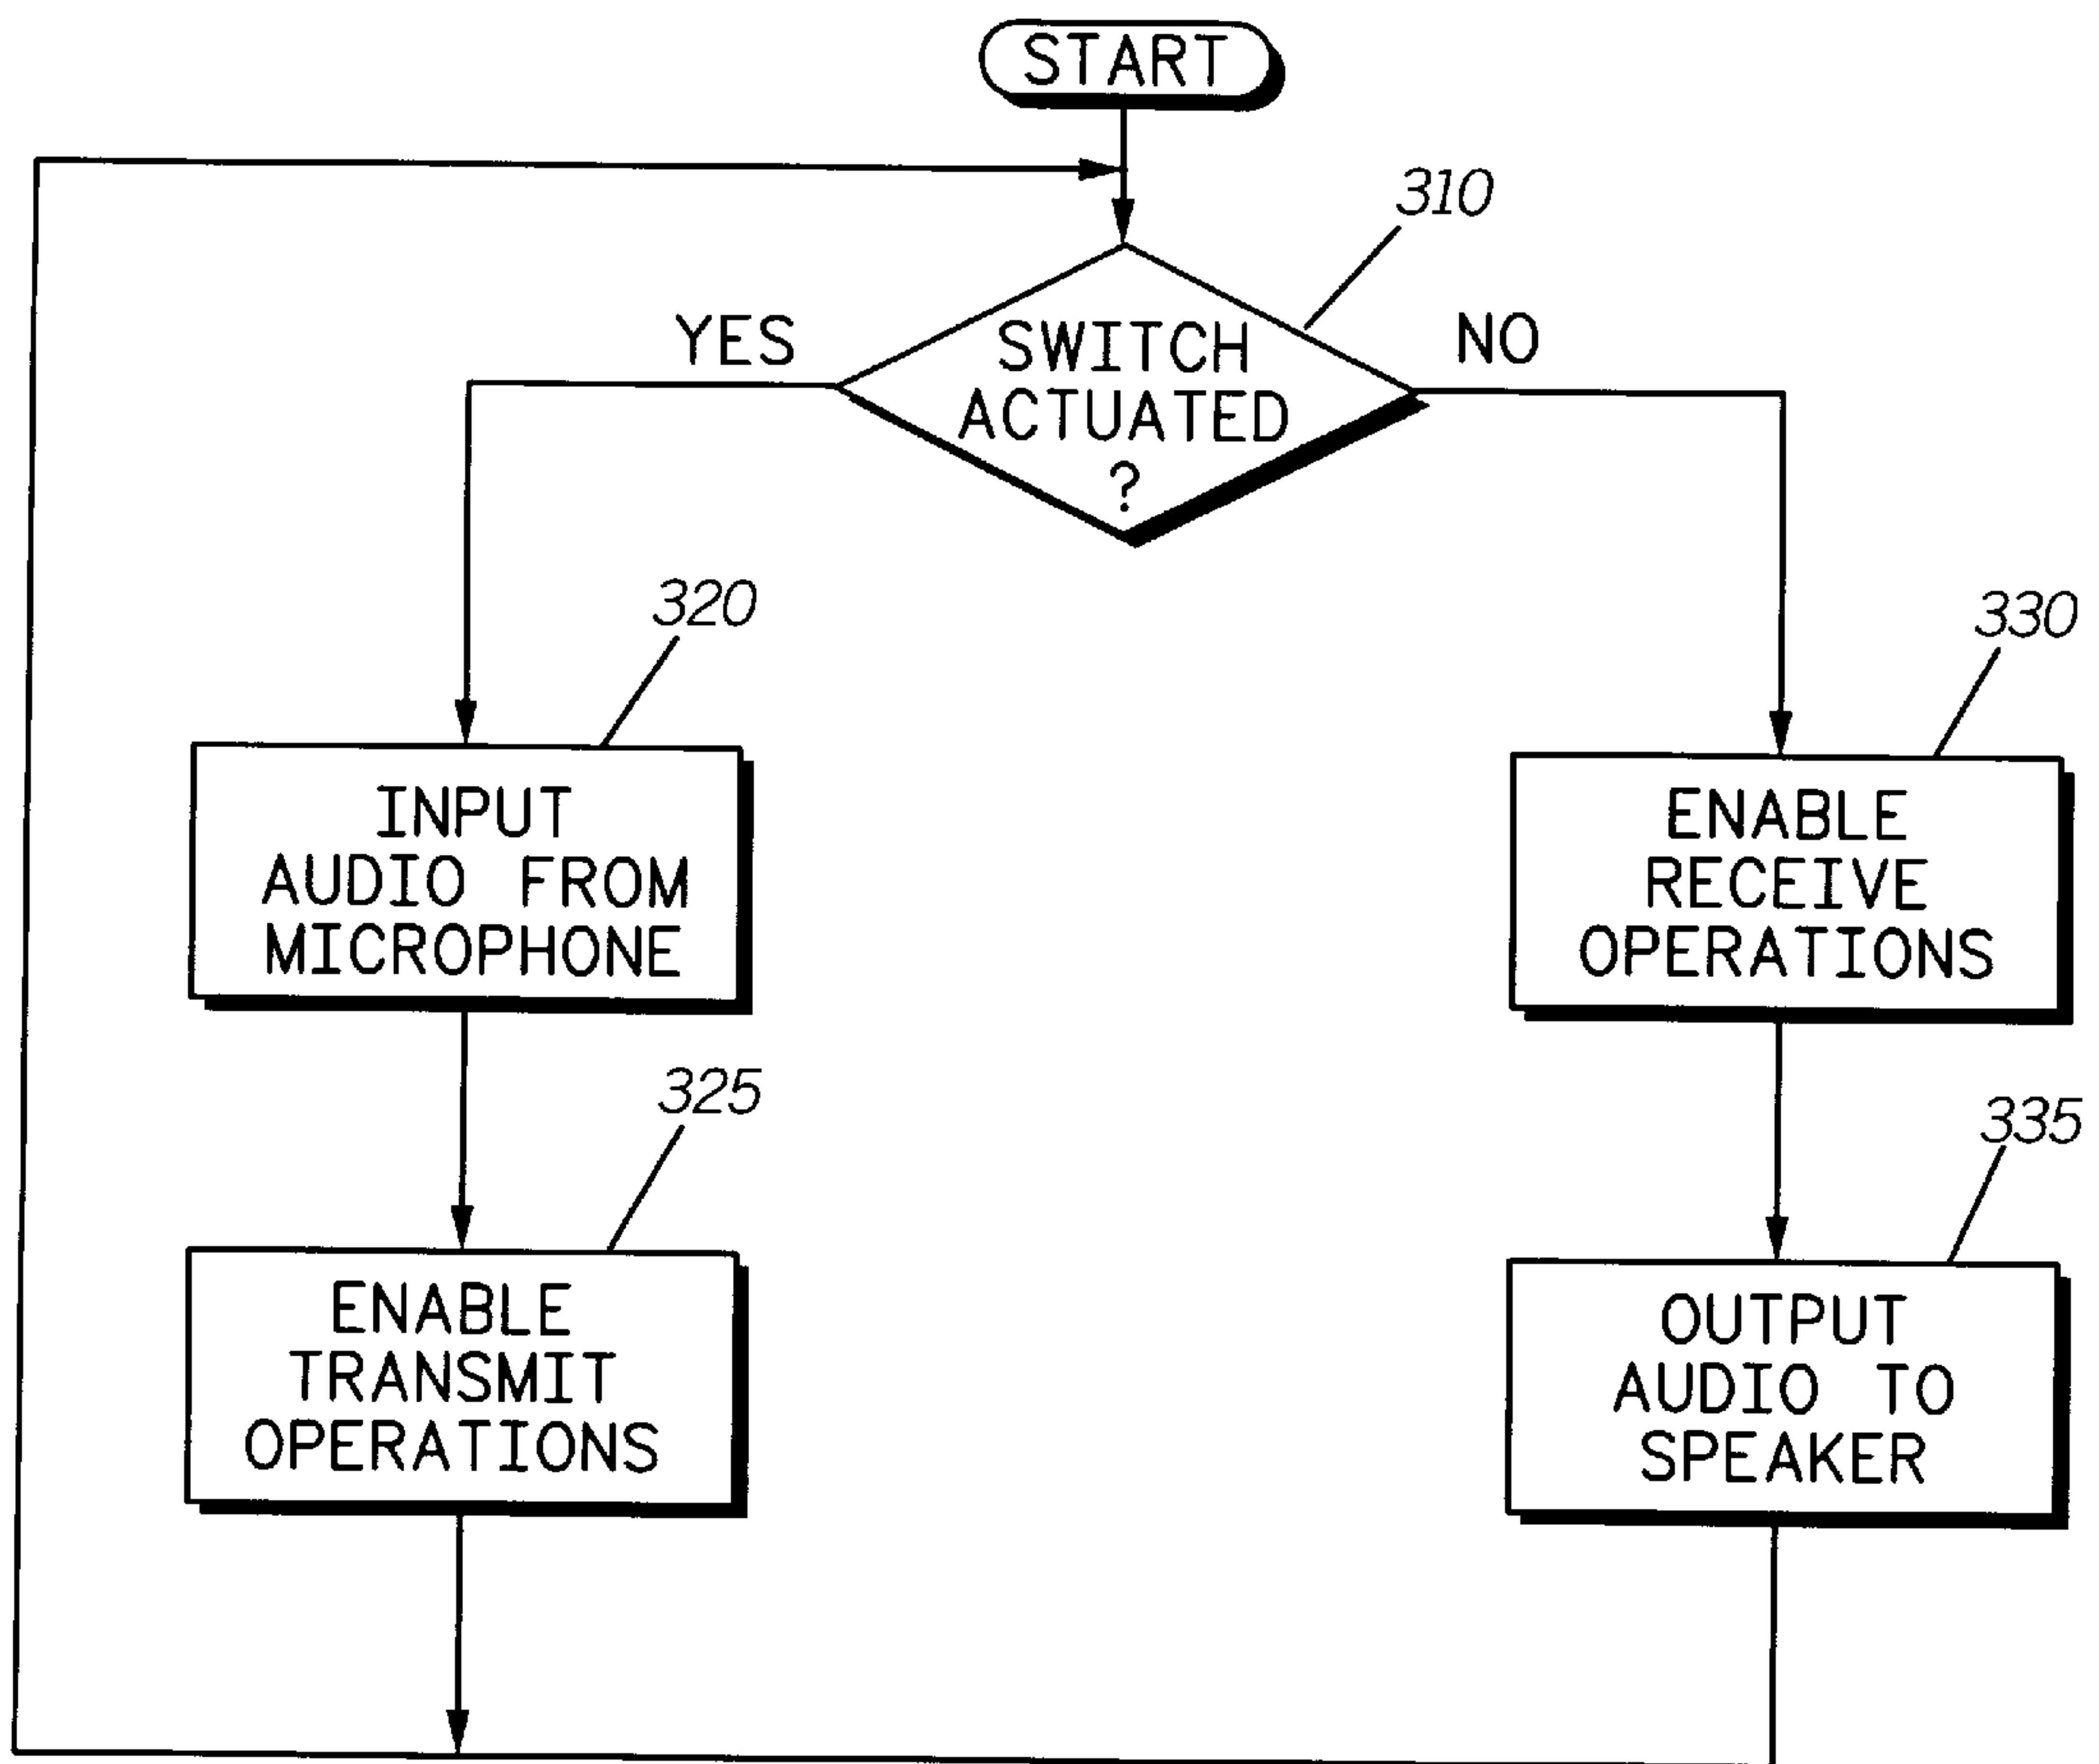 START
310
YES
NO
SWITCH
ACTUATED
?
320
INPUT
AUDIO FROM
MICROPHONE
330
ENABLE
RECEIVE
OPERATIONS
325
ENABLE
TRANSMIT
OPERATIONS
335
OUTPUT
AUDIO TO
SPEAKER